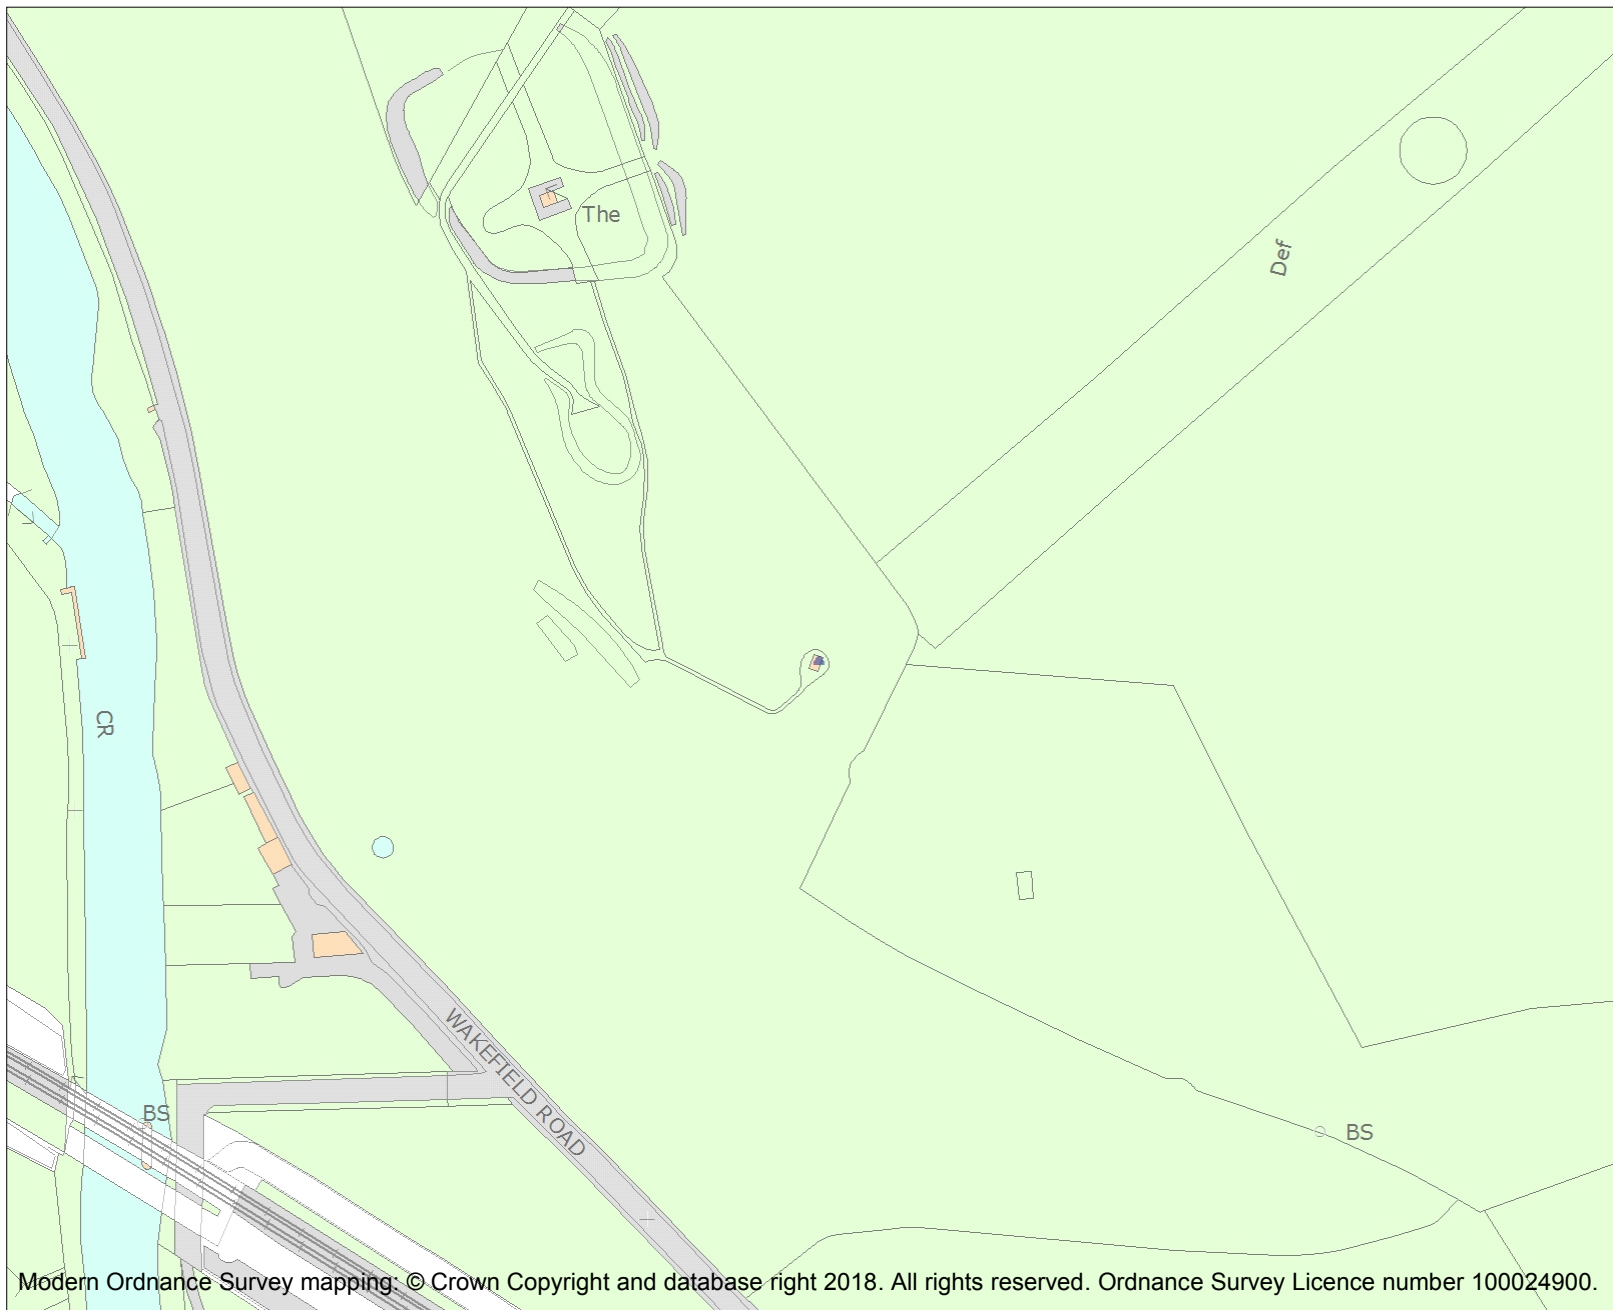 The
Def
CR
WAKEFIELD ROAD
BS
BS
Modern Ordnance Survey mapping: © Crown Copyright and database right 2018. All rights reserved. Ordnance Survey Licence number 100024900.